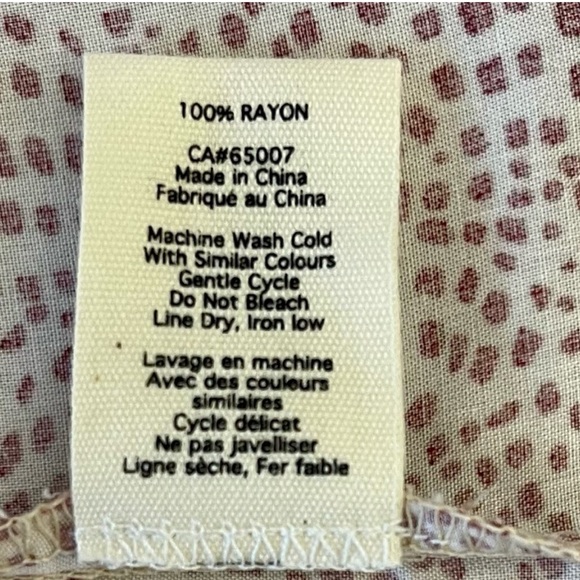 100% RAYON
CA#65007
Made in China
Fabriqué au China
Machine Wash Cold
With Similar Colours
Gentle Cycle
Do Not Bleach
Line Dry, Iron low
Lavage en machine
Avec des couleurs
similaires
Cycle délicat
Ne pas javelliser
Ligne sèche, Fer faible